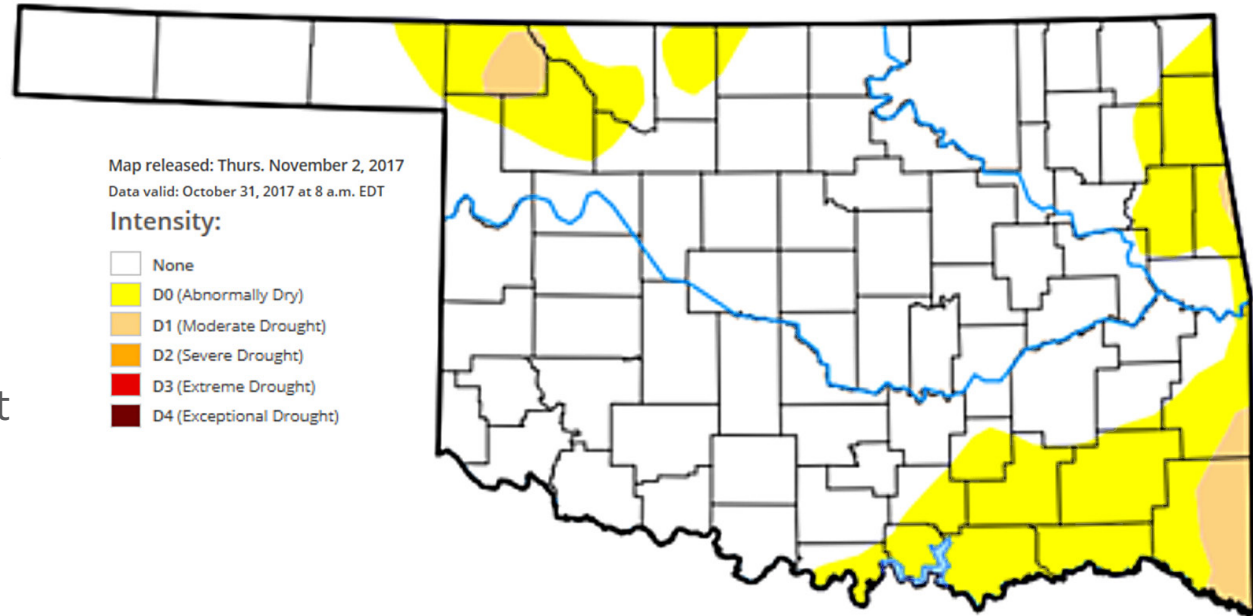 Map released: Thurs. November 2, 2017
Data valid: October 31, 2017 at 8 a.m. EDT
Intensity:
None
D0 (Abnormally Dry)
D1 (Moderate Drought)
D2 (Severe Drought)
D3 (Extreme Drought)
t
D4 (Exceptional Drought)